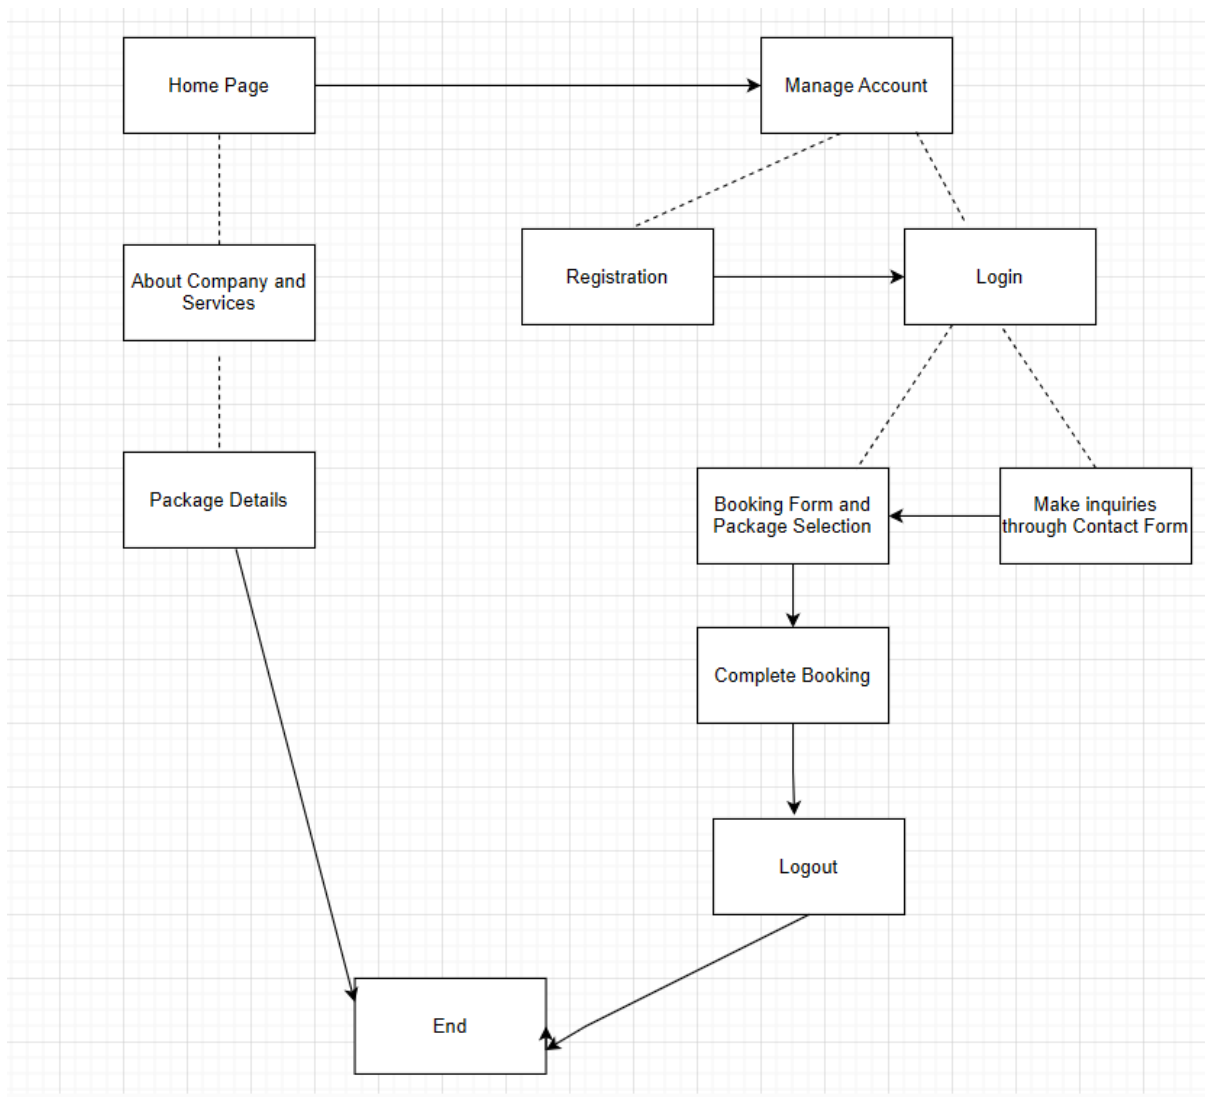 Home Page
Manage Account
About Company and
Services
Registration
Login
Package Details
Booking Form and
Package Selection
Make inquiries
through Contact Form
Complete Booking
Logout
End